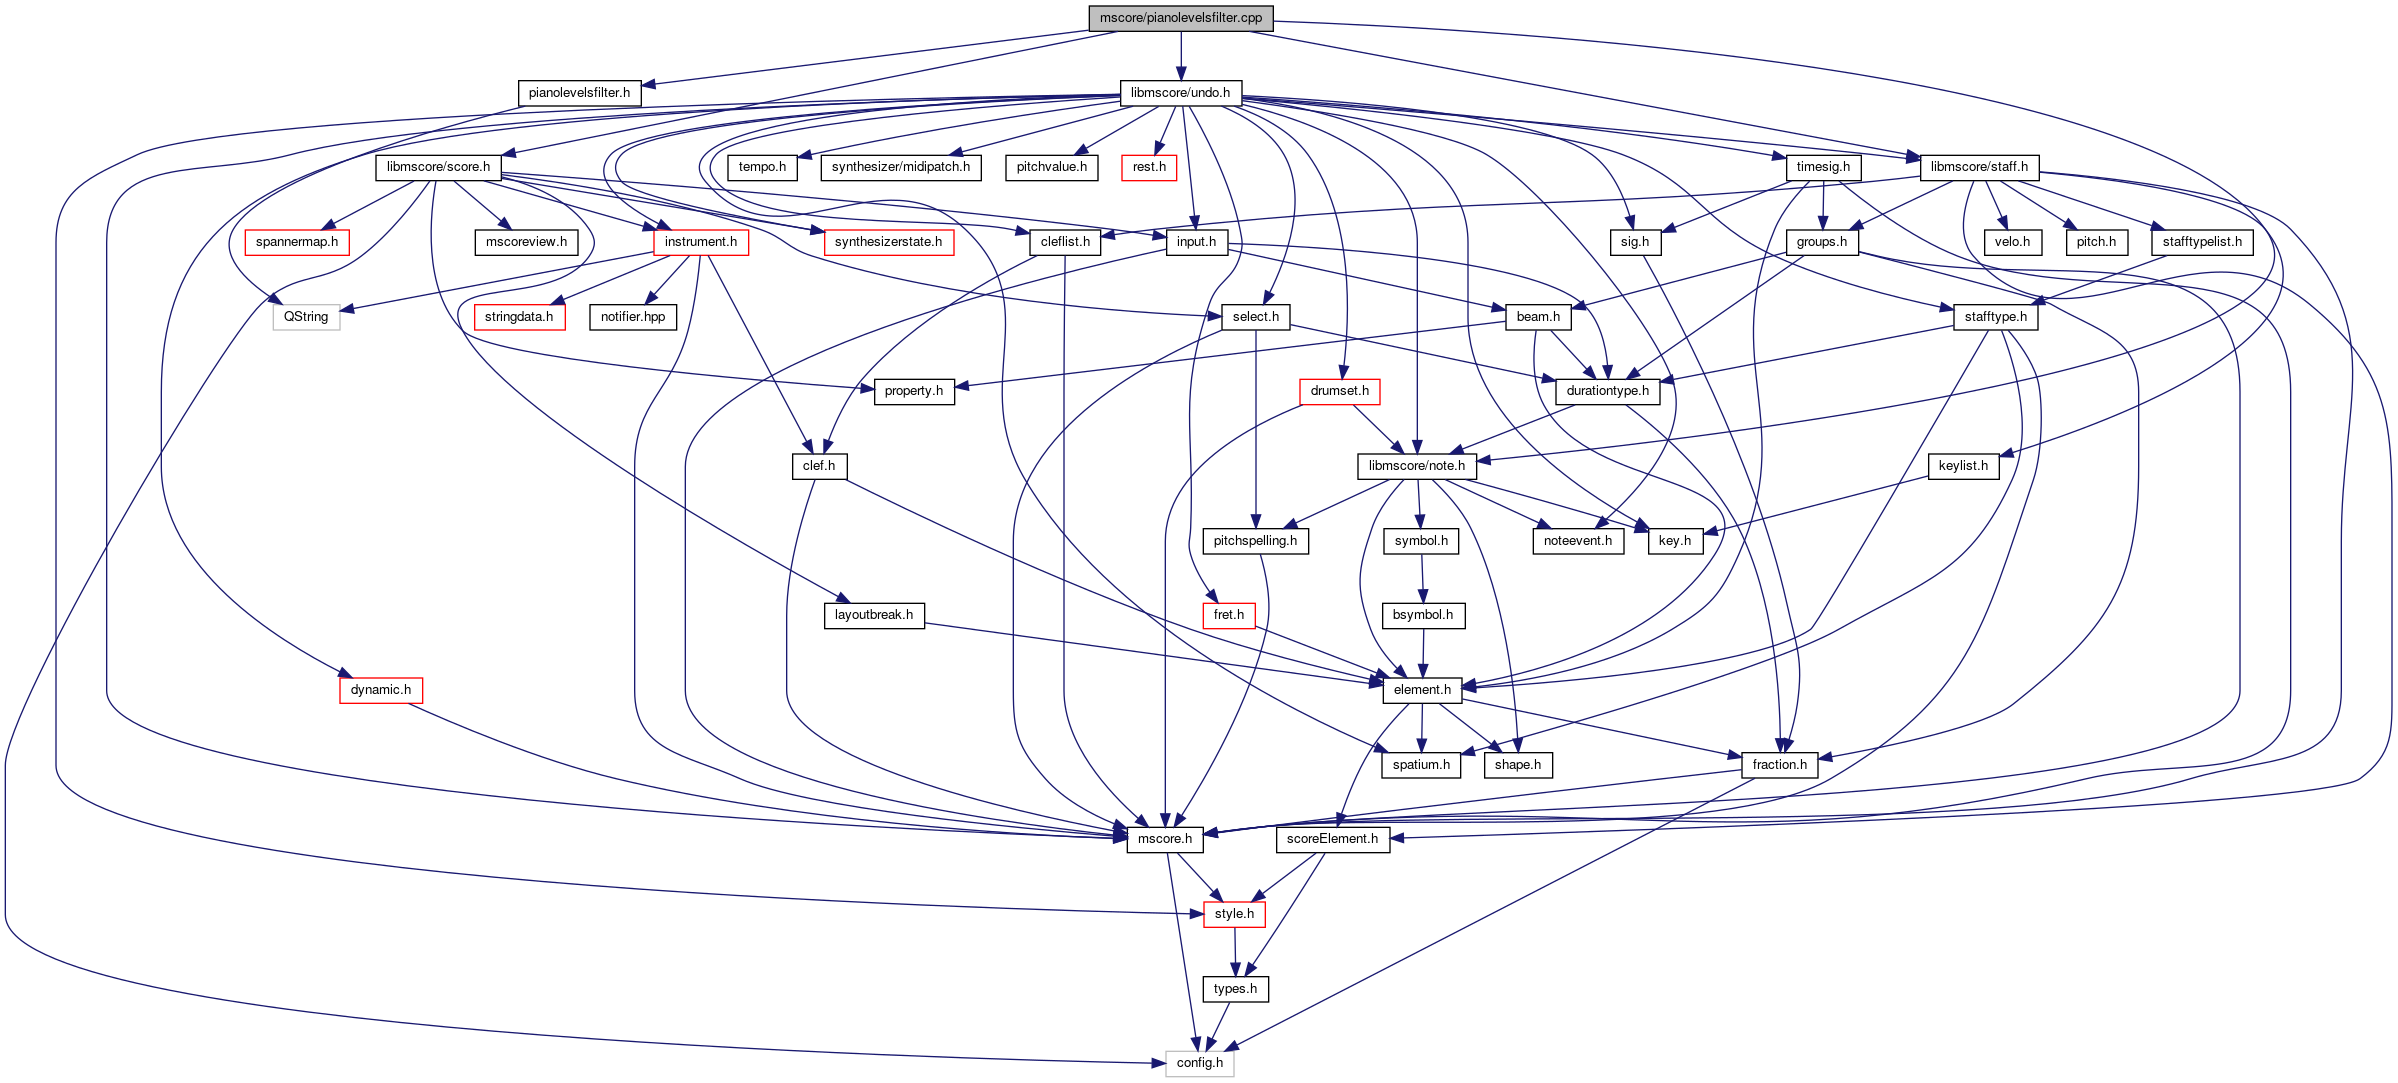 mscore/pianolevelsfilter.cpp
pianolevelsfilter.h
libmscore/undo.h
libmscore/score.h
tempo.h
synthesizer/midipatch.h
pitchvalue.h
rest.h
timesig.h
libmscore/staff.h
spannermap.h
mscoreview.h
instrument.h
synthesizerstate.h
cleflist.h
input.h
sig.h
groups.h
velo.h
pitch.h
stafftypelist.h
QString
stringdata.h
notifier.hpp
select.h
beam.h
stafftype.h
property.h
drumset.h
durationtype.h
clef.h
libmscore/note.h
keylist.h
pitchspelling.h
symbol.h
noteevent.h
key.h
layoutbreak.h
fret.h
bsymbol.h
dynamic.h
element.h
spatium.h
shape.h
fraction.h
mscore.h
scoreElement.h
style.h
types.h
config.h